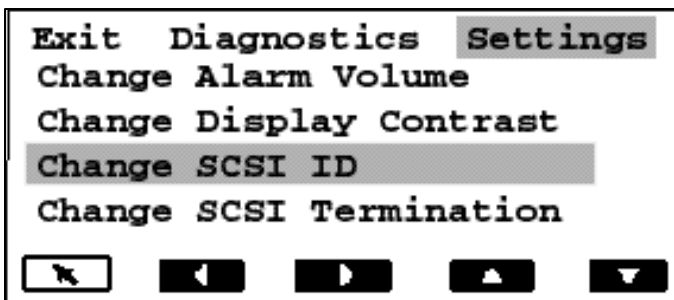 Exit Diagnostics Settings
Change Alarm Volume
Change Display Contrast
Change SCSI ID
Change SCSI Termination